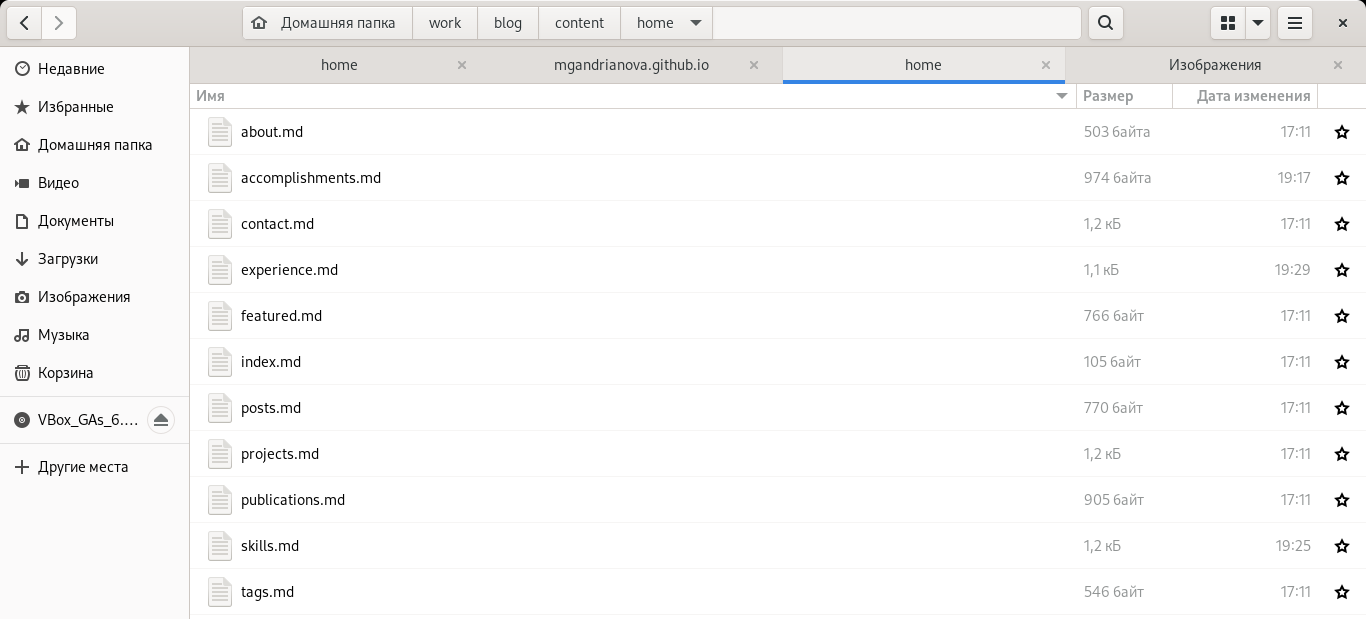 Домашняя папка work blog content home
home mgandrianova.github.io home Изображения
Недавние
Избранные
Домашняя папка
Видео
Документы
Загрузки
Изображения
Музыка
Корзина
VBox_GAs_6.…
Другие места
Имя Размер Дата изменения
about.md 503 байта 17:11
accomplishments.md 974 байта 19:17
contact.md 1,2 кБ 17:11
experience.md 1,1 кБ 19:29
featured.md 766 байт 17:11
index.md 105 байт 17:11
posts.md 770 байт 17:11
projects.md 1,2 кБ 17:11
publications.md 905 байт 17:11
skills.md 1,2 кБ 19:25
tags.md 546 байт 17:11